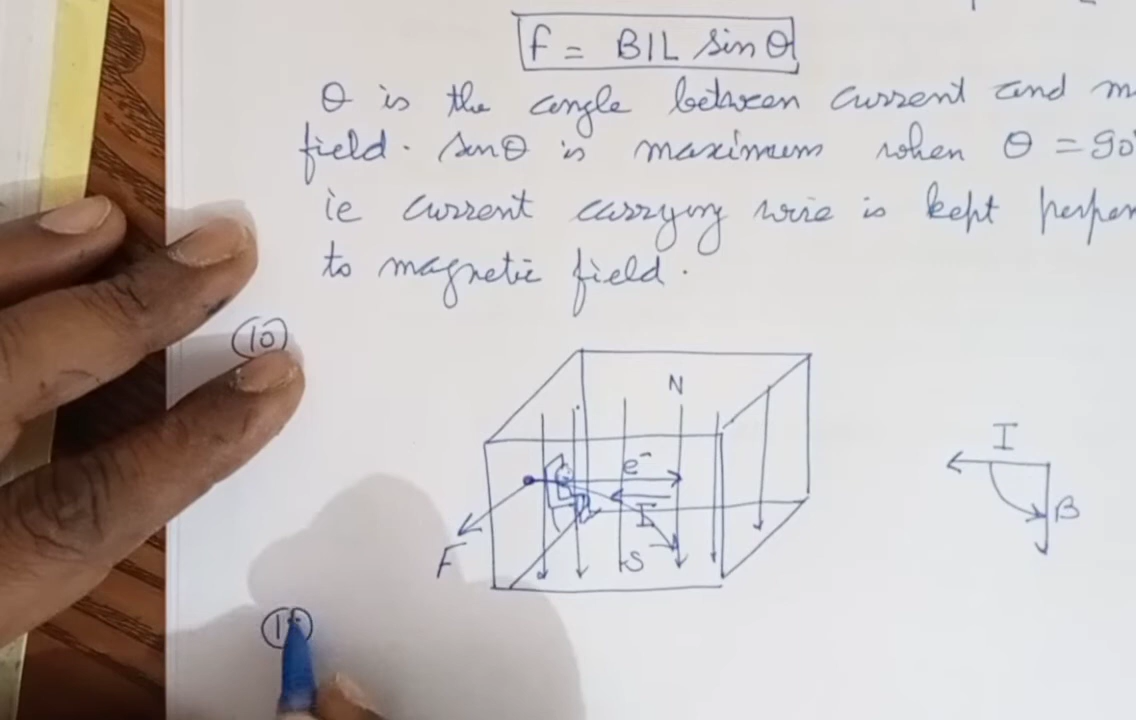 F = BIL sin θ
θ is the angle between current and
field. sinθ is maximum when θ = 90
ie current carrying wire is kept
to magnetic field.
10
N
e⁻
I
S
F
I
B